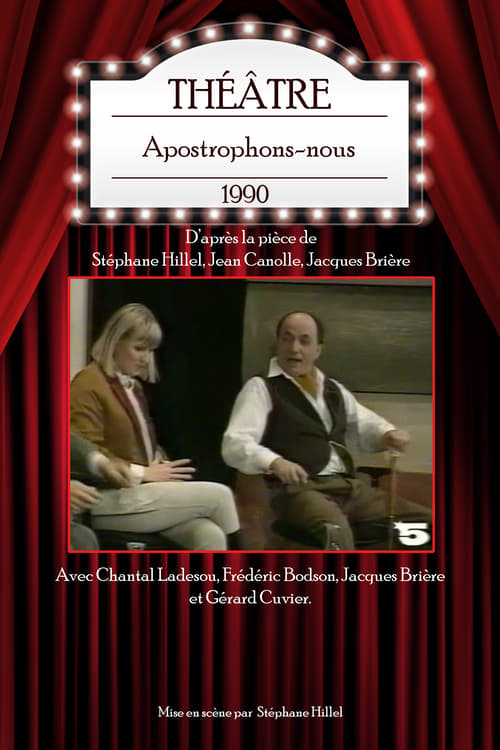 THÉÂTRE
Apostrophons-nous
1990
D'après la pièce de
Stéphane Hillel, Jean Canolle, Jacques Brière
5
Avec Chantal Ladesou, Frédéric Bodson, Jacques Brière
et Gérard Cuvier.
Mise en scène par Stéphane Hillel